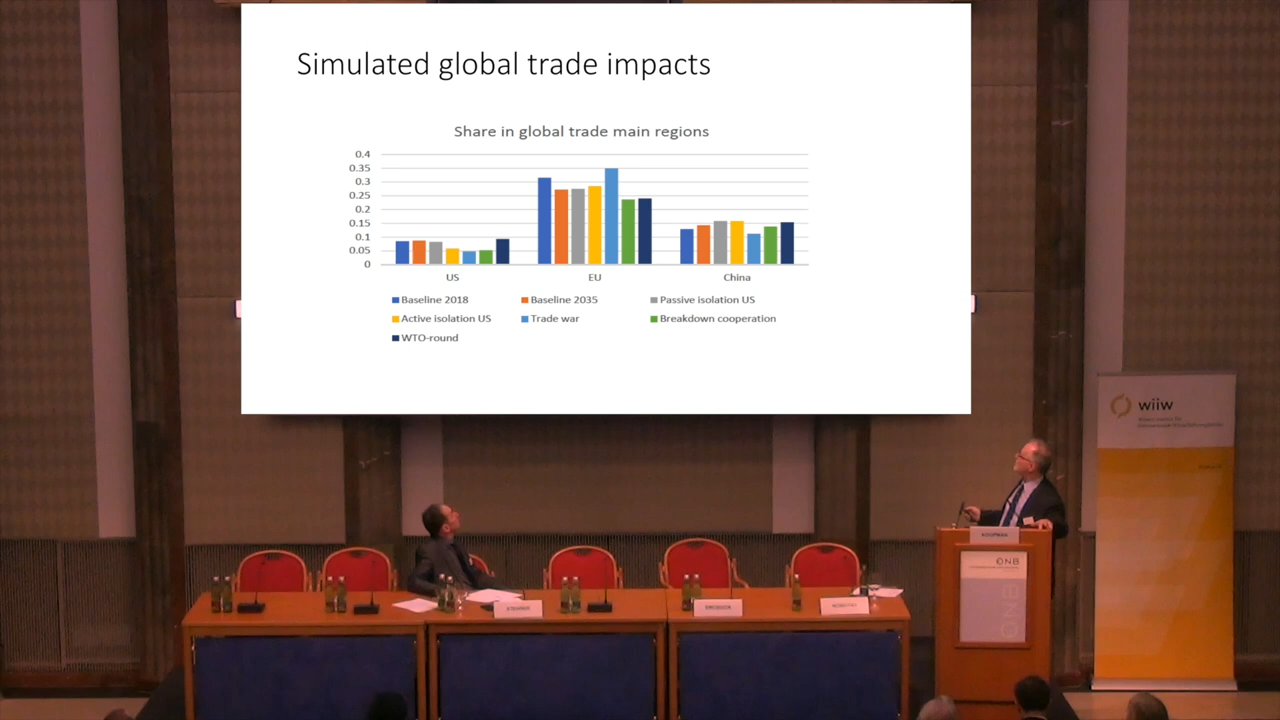 Simulated global trade impacts
Share in global trade main regions
0.4
0.35
0.3
0.25
0.2
0.15
0.1
0.05
0
US EU China
Baseline 2018 Baseline 2035 Passive isolation US
Active isolation US Trade war Breakdown cooperation
WTO-round
wiiw
KOOPMAN
ONB